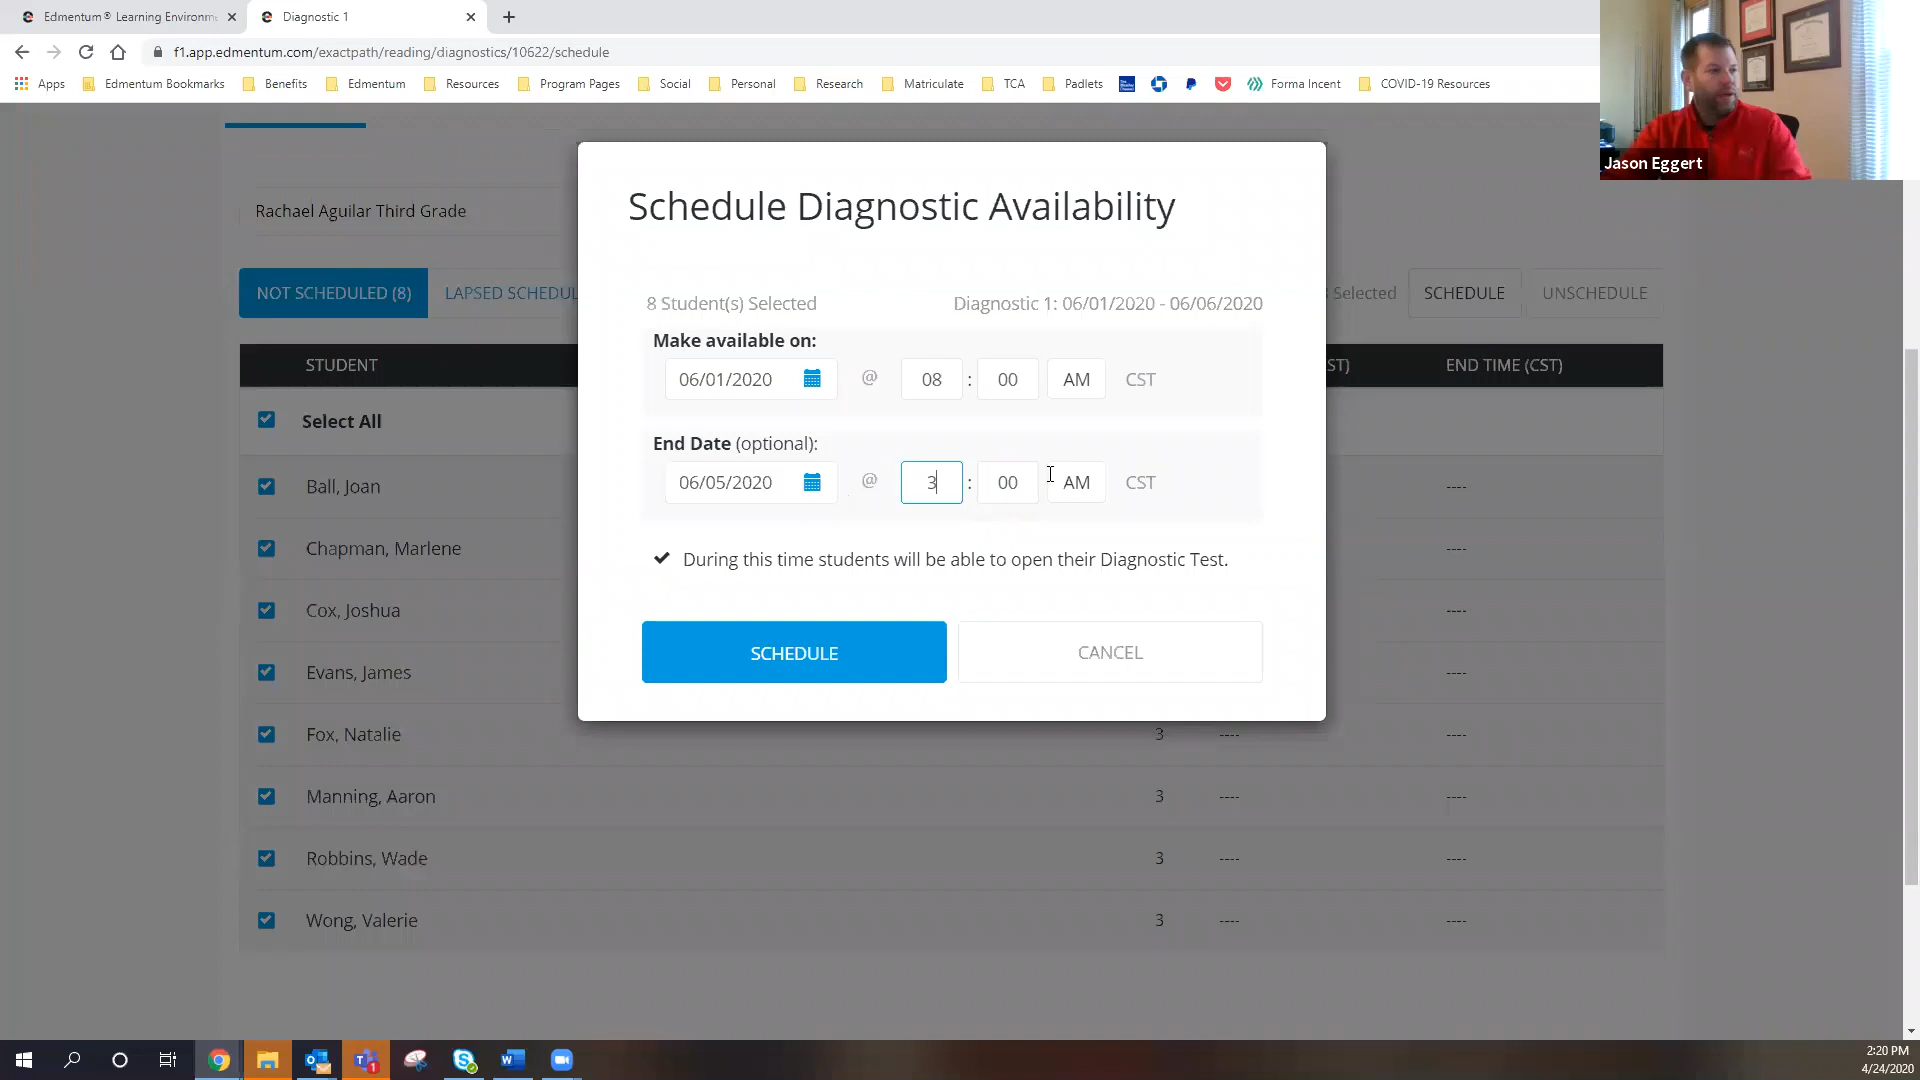 Edmentum® Learning Environm
Diagnostic 1
f1.app.edmentum.com/exactpath/reading/diagnostics/10622/schedule
Apps Edmentum Bookmarks Benefits Edmentum Resources Program Pages Social Personal Research Matriculate TCA Padlets Forma Incent COVID-19 Resources
Jason Eggert
Rachael Aguilar Third Grade
NOT SCHEDULED (8) LAPSED SCHEDUL Selected SCHEDULE UNSCHEDULE
STUDENT ST) END TIME (CST)
Select All
Ball, Joan ----
Chapman, Marlene ----
Cox, Joshua ----
Evans, James ----
Fox, Natalie 3 ---- ----
Manning, Aaron 3 ---- ----
Robbins, Wade 3 ---- ----
Wong, Valerie 3 ---- ----
Schedule Diagnostic Availability
8 Student(s) Selected Diagnostic 1: 06/01/2020 - 06/06/2020
Make available on:
06/01/2020 @ 08 : 00 AM CST
End Date (optional):
06/05/2020 @ 3 : 00 AM CST
During this time students will be able to open their Diagnostic Test.
SCHEDULE CANCEL
2:20 PM
4/24/2020